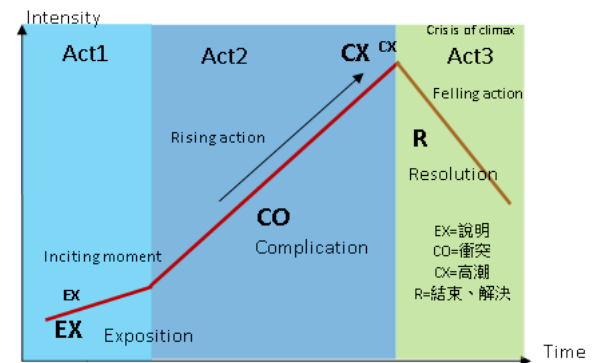 Intensity
Crisis of climax
Act1
Act2
CX
CX
Act3
Felling action
Rising action
R
Resolution
CO
Complication
EX=說明
CO=衝突
CX=高潮
R=結束、解決
Inciting moment
EX
EX
Exposition
Time